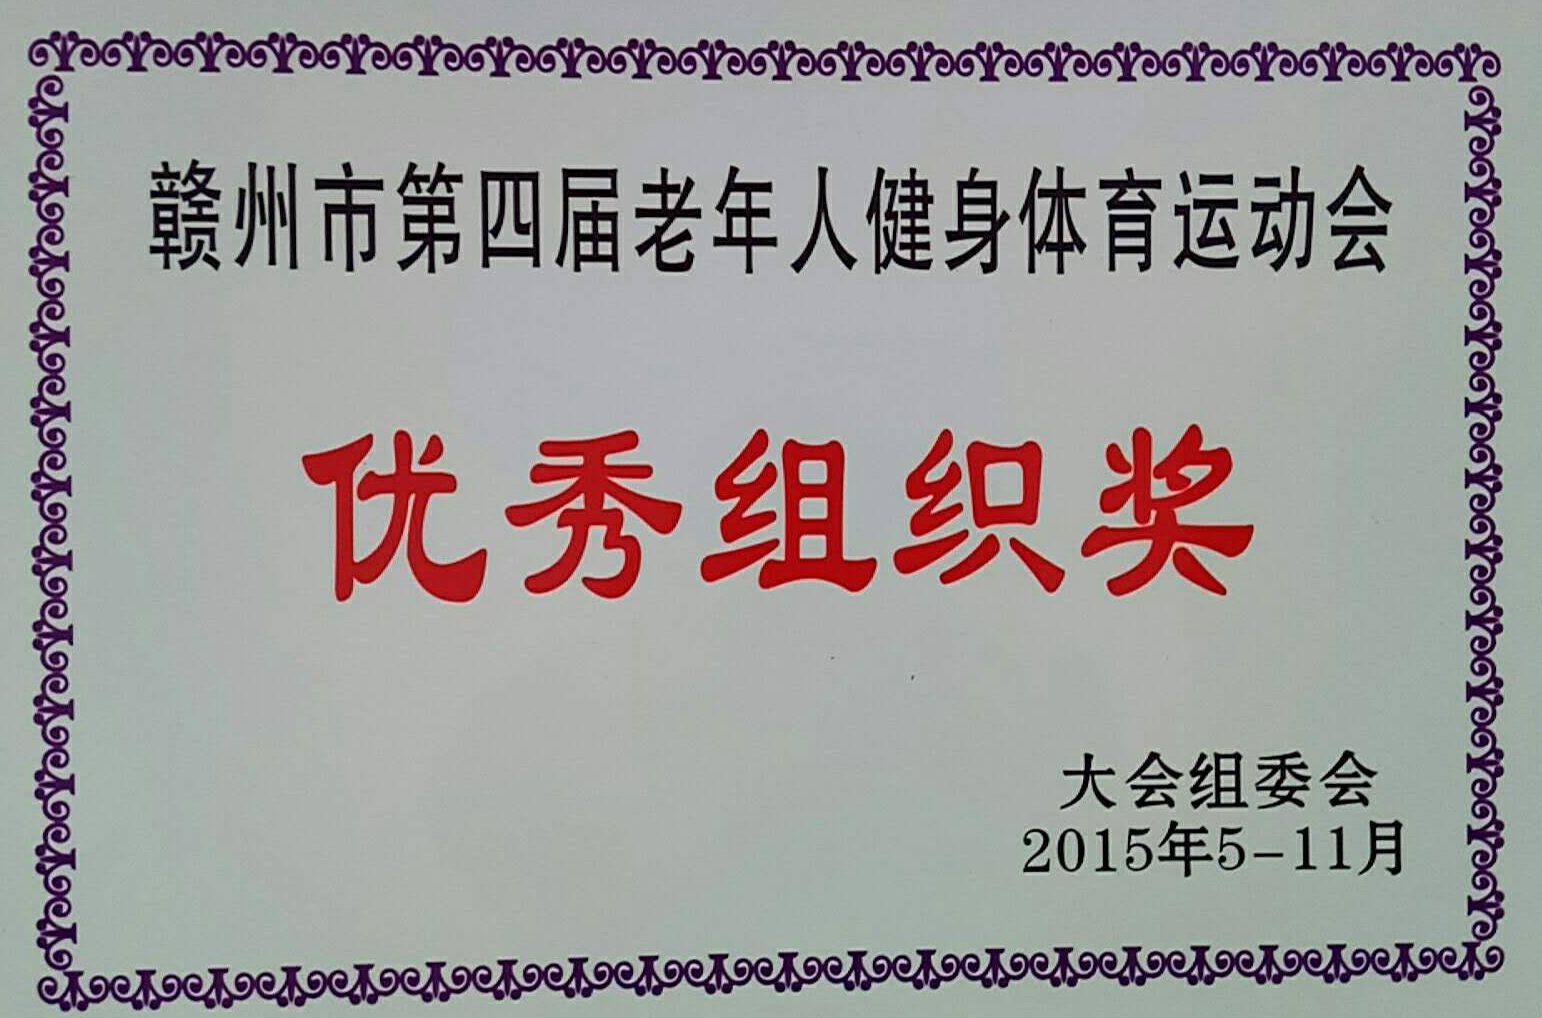 赣州市第四届老年人健身体育运动会
优秀组织奖
大会组委会
2015年5-11月